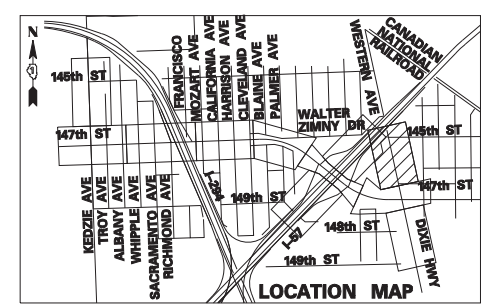 N
CANADIAN
NATIONAL
RAILROAD
WESTERN AVE
FRANCISCO
MOZART AVE
CALIFORNIA AVE
HARRISON AVE
CLEVELAND AVE
BLAINE AVE
PALMER AVE
145th ST
WALTER
ZIMNY DR
147th ST
145th ST
I-294
149th ST
147th ST
KEDZIE AVE
TROY AVE
ALBANY AVE
WHIPPLE AVE
SACRAMENTO AVE
RICHMOND AVE
I-57
148th ST
DIXIE HWY
149th ST
LOCATION MAP